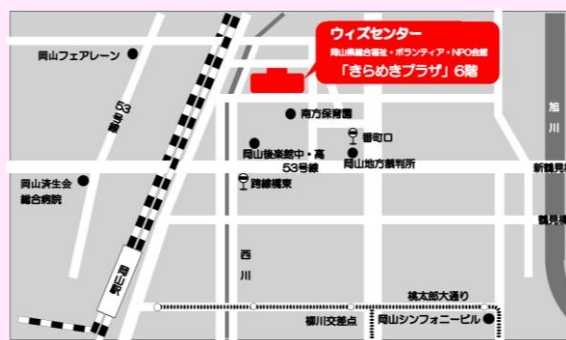 ウィズセンター
岡山県総合福祉・ボランティア・NPO会館
「きらめきプラザ」6階
岡山フェアレーン
53号線
南方保育園
番町口
岡山後楽館中・高
岡山地方裁判所
53号線
新鶴見橋
跨線橋東
岡山済生会
総合病院
鶴見橋
旭川
西川
岡山駅
桃太郎大通り
柳川交差点
岡山シンフォニービル